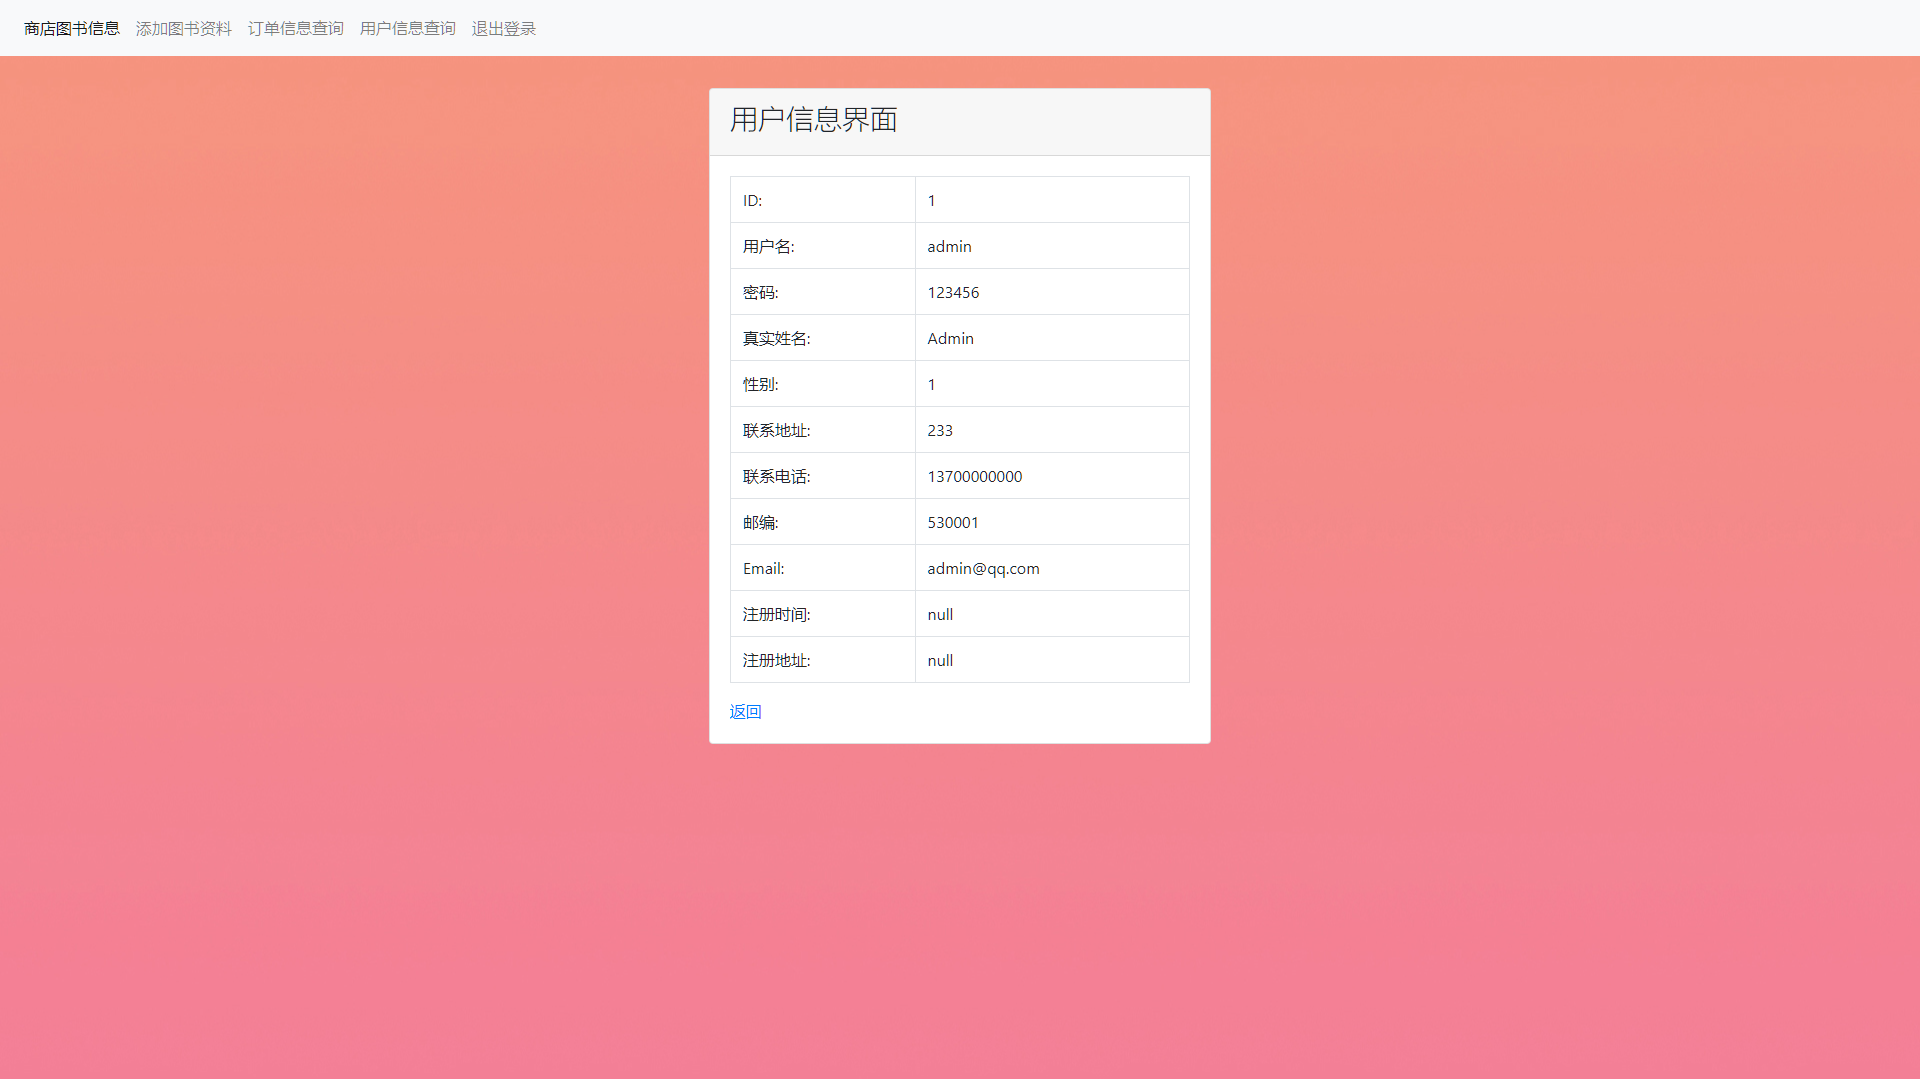 商店图书信息 添加图书资料 订单信息查询 用户信息查询 退出登录
用户信息界面
ID: 1
用户名: admin
密码: 123456
真实姓名: Admin
性别: 1
联系地址: 233
联系电话: 13700000000
邮编: 530001
Email: admin@qq.com
注册时间: null
注册地址: null
返回